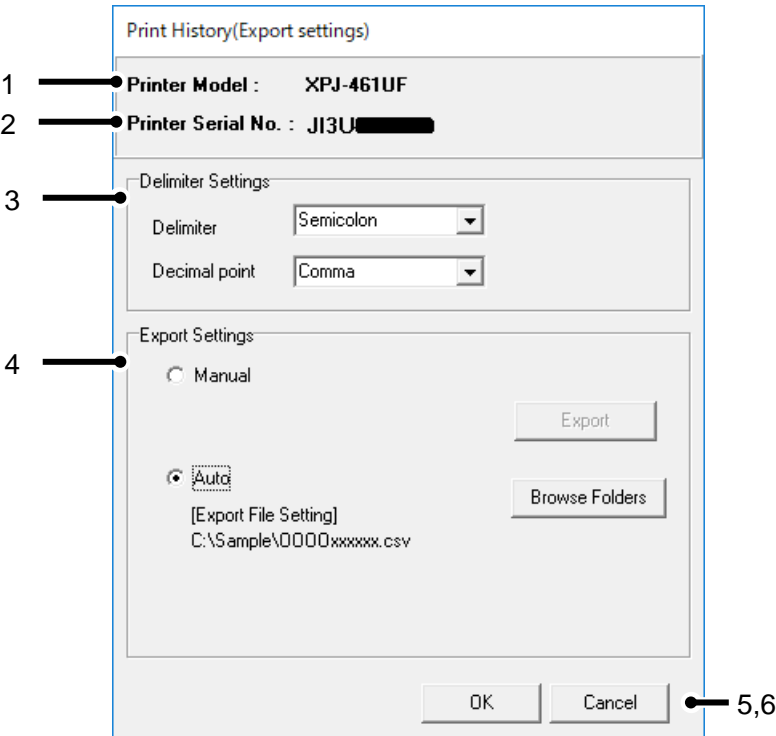 Print History(Export settings)
1 Printer Model : XPJ-461UF
2 Printer Serial No. : JI3U
3 Delimiter Settings
Delimiter Semicolon
Decimal point Comma
Export Settings
4
Manual
Export
Auto
Browse Folders
[Export File Setting]
C:\Sample\OOOOxxxxxx.csv
OK Cancel 5,6